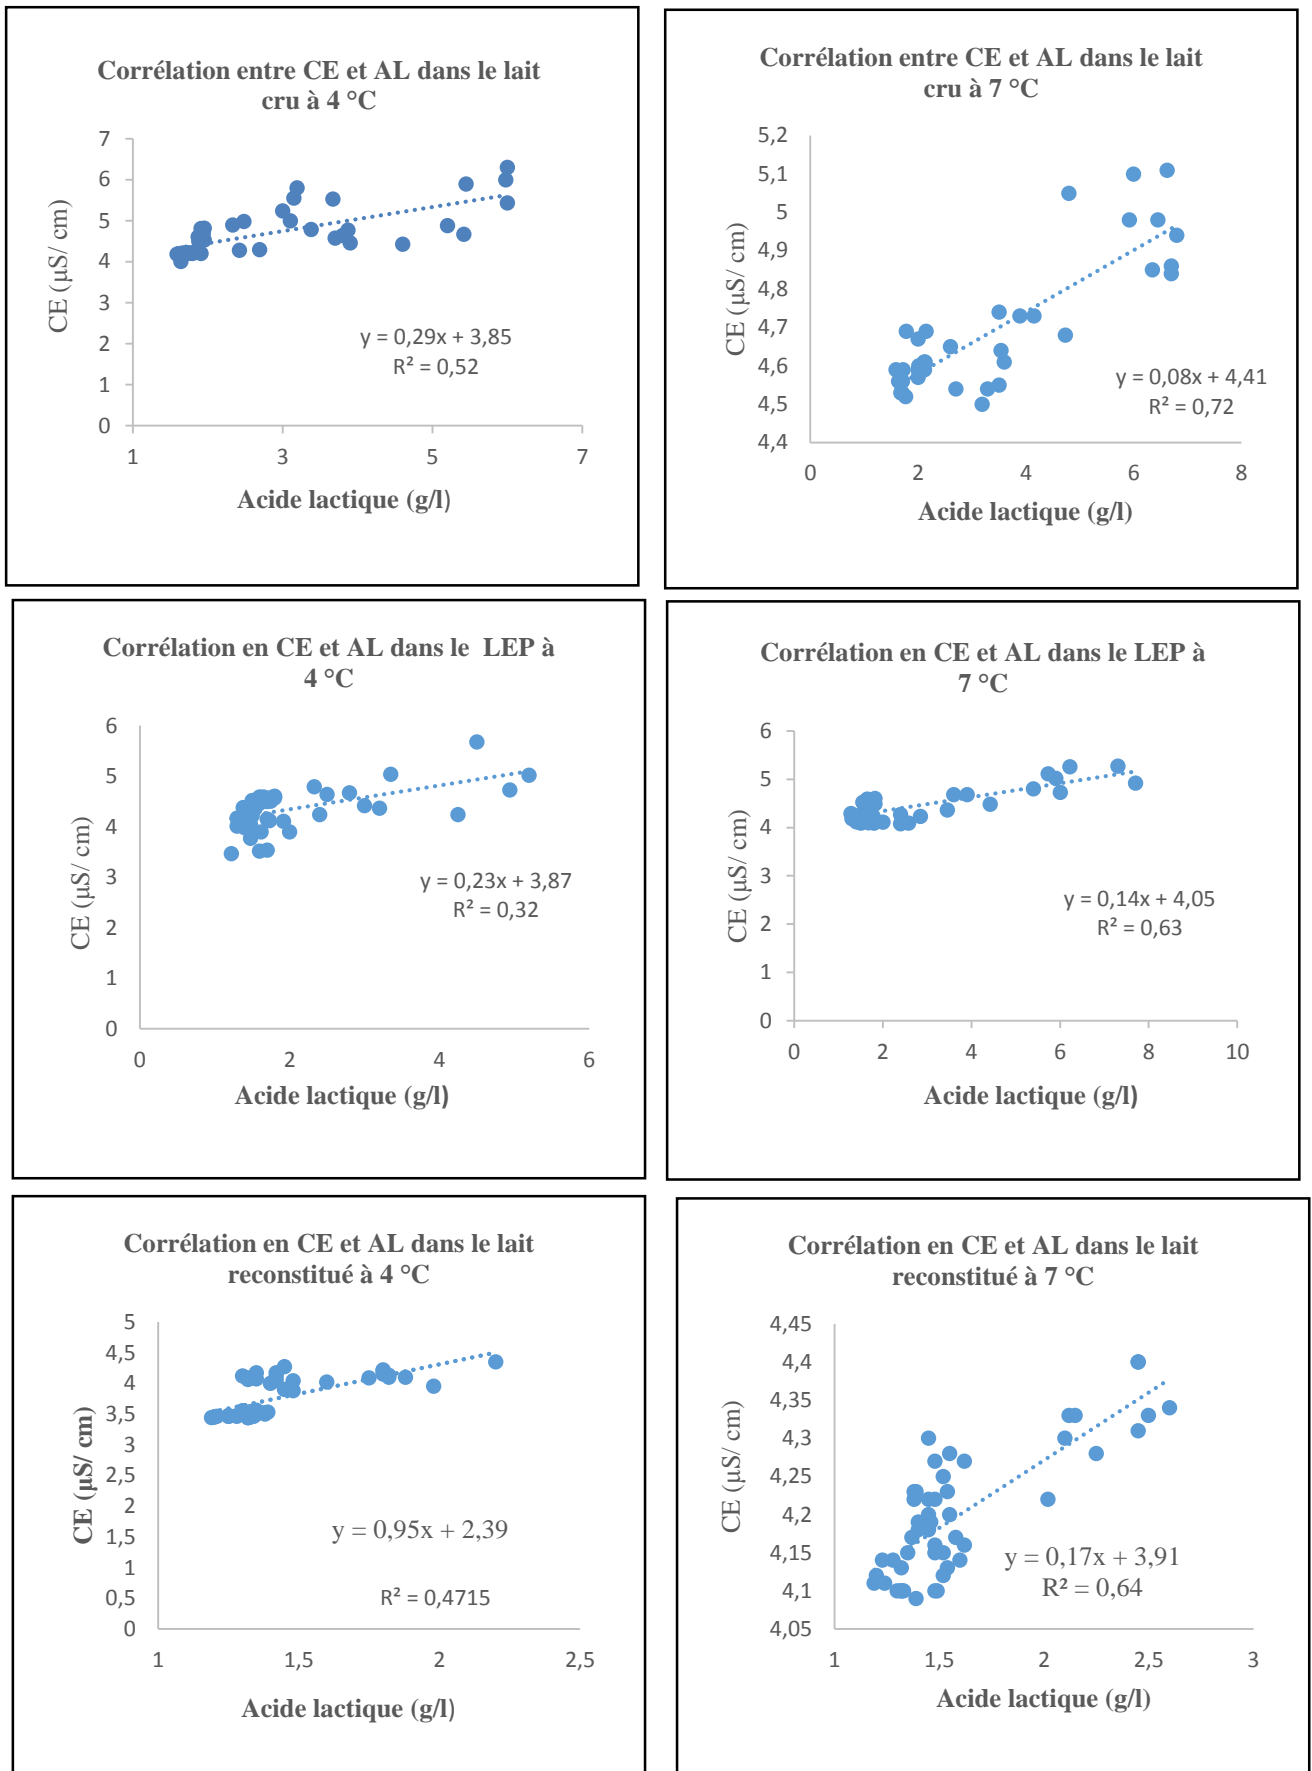 Corrélation entre CE et AL dans le lait
cru à 4 °C
7
6
5
4
3
2
1
0
CE (µS/ cm)
y = 0,29x + 3,85
R² = 0,52
1 3 5 7
Acide lactique (g/l)
Corrélation entre CE et AL dans le lait
cru à 7 °C
5,2
5,1
5
4,9
4,8
4,7
4,6
4,5
4,4
CE (µS/ cm)
y = 0,08x + 4,41
R² = 0,72
0 2 4 6 8
Acide lactique (g/l)
Corrélation en CE et AL dans le LEP à
4 °C
6
5
4
3
2
1
0
CE (µS/ cm)
y = 0,23x + 3,87
R² = 0,32
0 2 4 6
Acide lactique (g/l)
Corrélation en CE et AL dans le LEP à
7 °C
6
5
4
3
2
1
0
CE (µS/ cm)
y = 0,14x + 4,05
R² = 0,63
0 2 4 6 8 10
Acide lactique (g/l)
Corrélation en CE et AL dans le lait
reconstitué à 4 °C
5
4,5
4
3,5
3
2,5
2
1,5
1
0,5
0
CE (µS/ cm)
y = 0,95x + 2,39
R² = 0,4715
1 1,5 2 2,5
Acide lactique (g/l)
Corrélation en CE et AL dans le lait
reconstitué à 7 °C
4,45
4,4
4,35
4,3
4,25
4,2
4,15
4,1
4,05
CE (µS/ cm)
y = 0,17x + 3,91
R² = 0,64
1 1,5 2 2,5 3
Acide lactique (g/l)